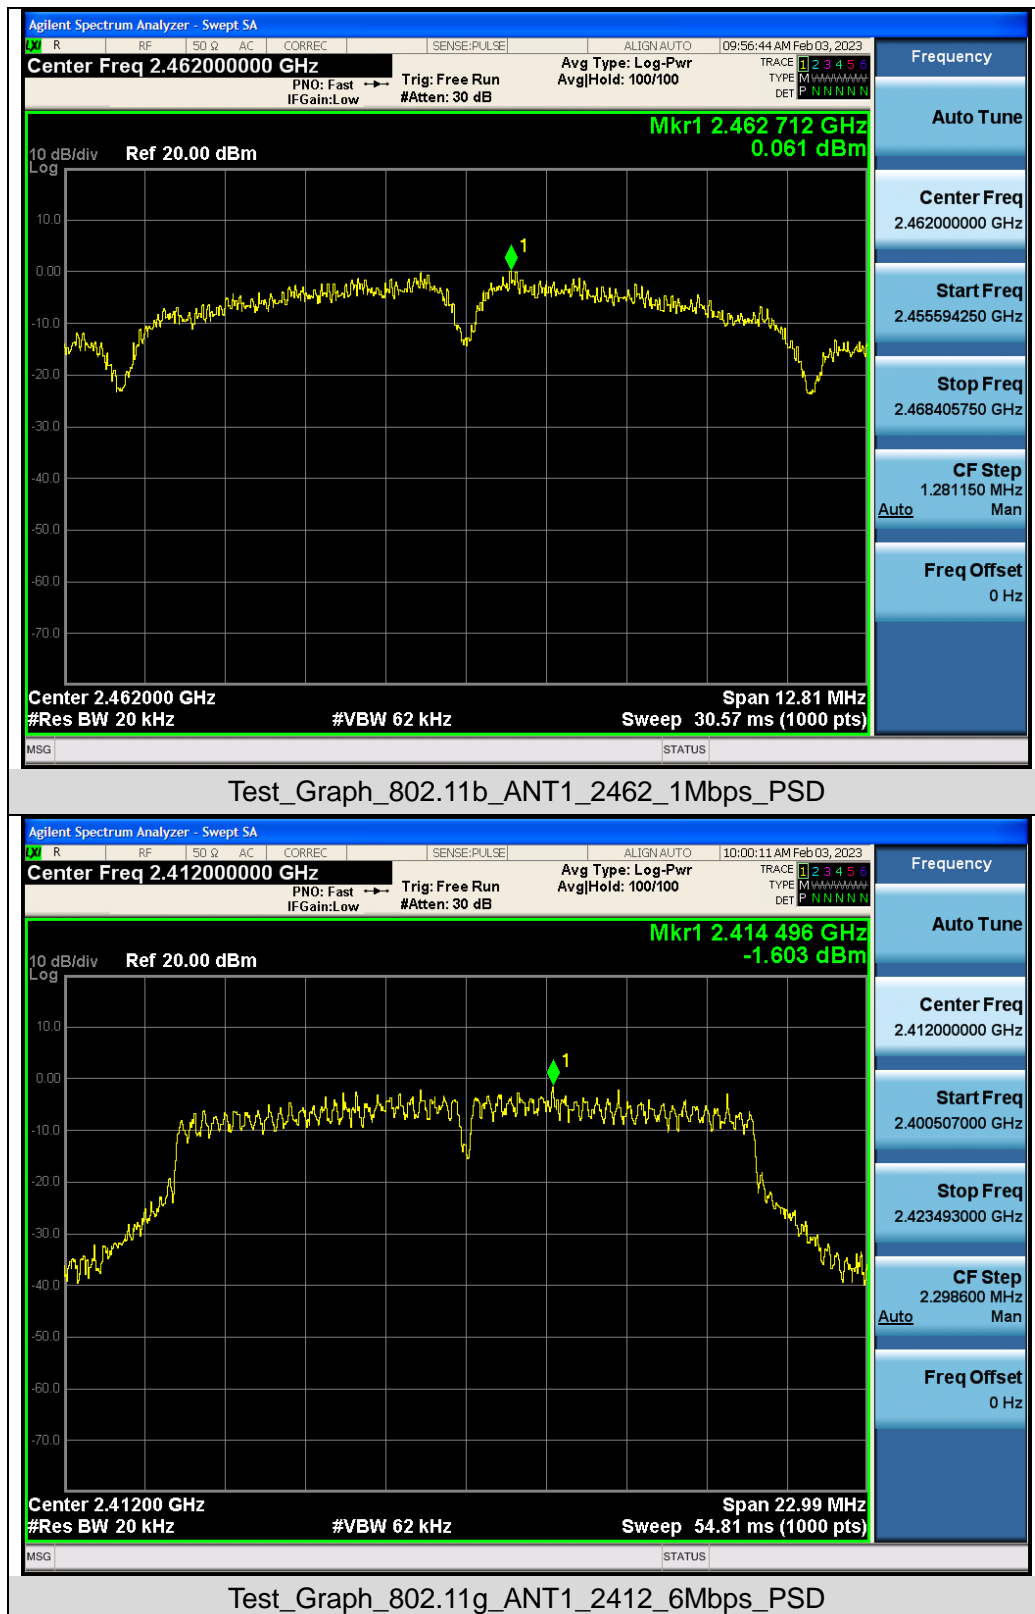 Agilent Spectrum Analyzer - Swept SA
LXI R RF 50 Ω AC CORREC SENSE:PULSE ALIGN AUTO 09:56:44 AM Feb 03, 2023
Center Freq 2.462000000 GHz
PNO: Fast
IFGain:Low
Trig: Free Run
#Atten: 30 dB
Avg Type: Log-Pwr
Avg|Hold: 100/100
TRACE 1 2 3 4 5 6
TYPE M WWWWW
DET P N N N N N
Mkr1 2.462 712 GHz
0.061 dBm
10 dB/div Ref 20.00 dBm
Log
10.0
0.00
-10.0
-20.0
-30.0
-40.0
-50.0
-60.0
-70.0
1
Center 2.462000 GHz Span 12.81 MHz
#Res BW 20 kHz #VBW 62 kHz Sweep 30.57 ms (1000 pts)
MSG STATUS
Frequency
Auto Tune
Center Freq
2.462000000 GHz
Start Freq
2.455594250 GHz
Stop Freq
2.468405750 GHz
CF Step
1.281150 MHz
Auto Man
Freq Offset
0 Hz
Test_Graph_802.11b_ANT1_2462_1Mbps_PSD
Agilent Spectrum Analyzer - Swept SA
LXI R RF 50 Ω AC CORREC SENSE:PULSE ALIGN AUTO 10:00:11 AM Feb 03, 2023
Center Freq 2.412000000 GHz
PNO: Fast
IFGain:Low
Trig: Free Run
#Atten: 30 dB
Avg Type: Log-Pwr
Avg|Hold: 100/100
TRACE 1 2 3 4 5 6
TYPE M WWWWW
DET P N N N N N
Mkr1 2.414 496 GHz
-1.603 dBm
10 dB/div Ref 20.00 dBm
Log
10.0
0.00
-10.0
-20.0
-30.0
-40.0
-50.0
-60.0
-70.0
1
Center 2.41200 GHz Span 22.99 MHz
#Res BW 20 kHz #VBW 62 kHz Sweep 54.81 ms (1000 pts)
MSG STATUS
Frequency
Auto Tune
Center Freq
2.412000000 GHz
Start Freq
2.400507000 GHz
Stop Freq
2.423493000 GHz
CF Step
2.298600 MHz
Auto Man
Freq Offset
0 Hz
Test_Graph_802.11g_ANT1_2412_6Mbps_PSD